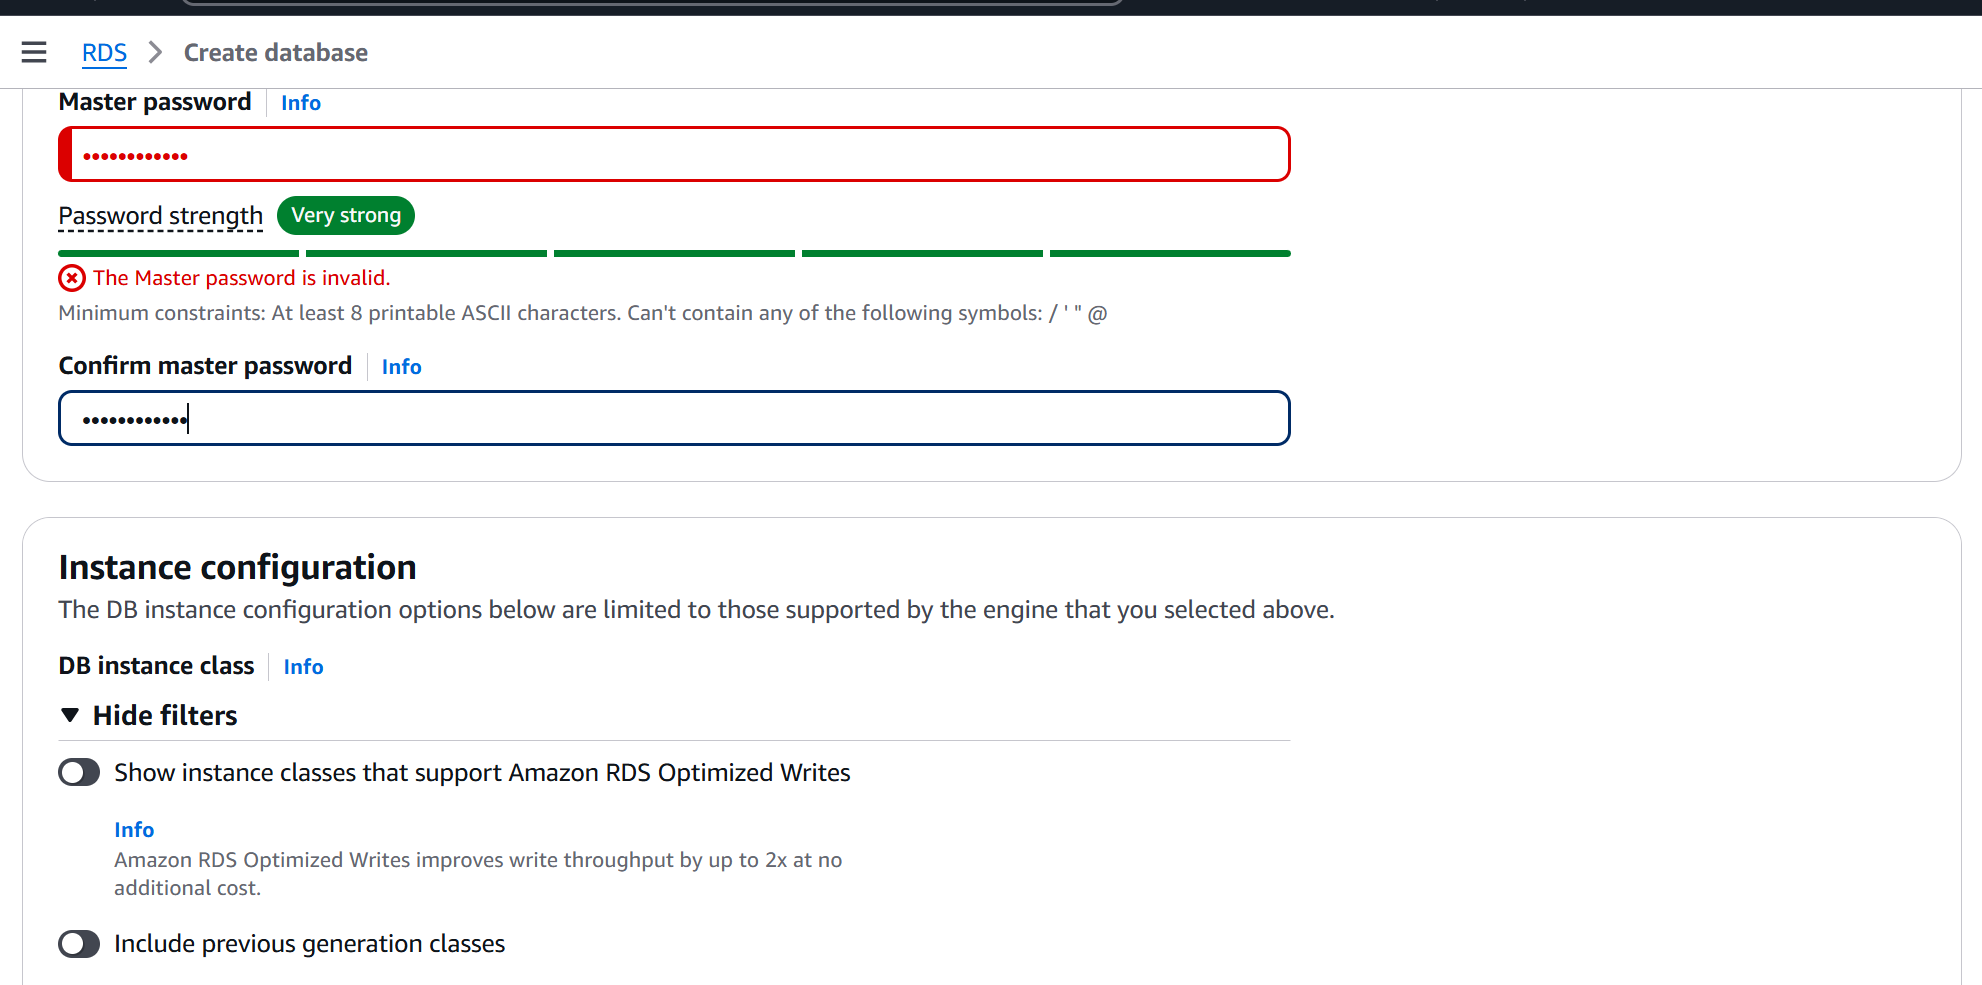 RDS > Create database
Master password Info
••••••••••••
Password strength Very strong
The Master password is invalid.
Minimum constraints: At least 8 printable ASCII characters. Can't contain any of the following symbols: / ' " @
Confirm master password Info
••••••••••••
Instance configuration
The DB instance configuration options below are limited to those supported by the engine that you selected above.
DB instance class Info
Hide filters
Show instance classes that support Amazon RDS Optimized Writes
Info
Amazon RDS Optimized Writes improves write throughput by up to 2x at no
additional cost.
Include previous generation classes